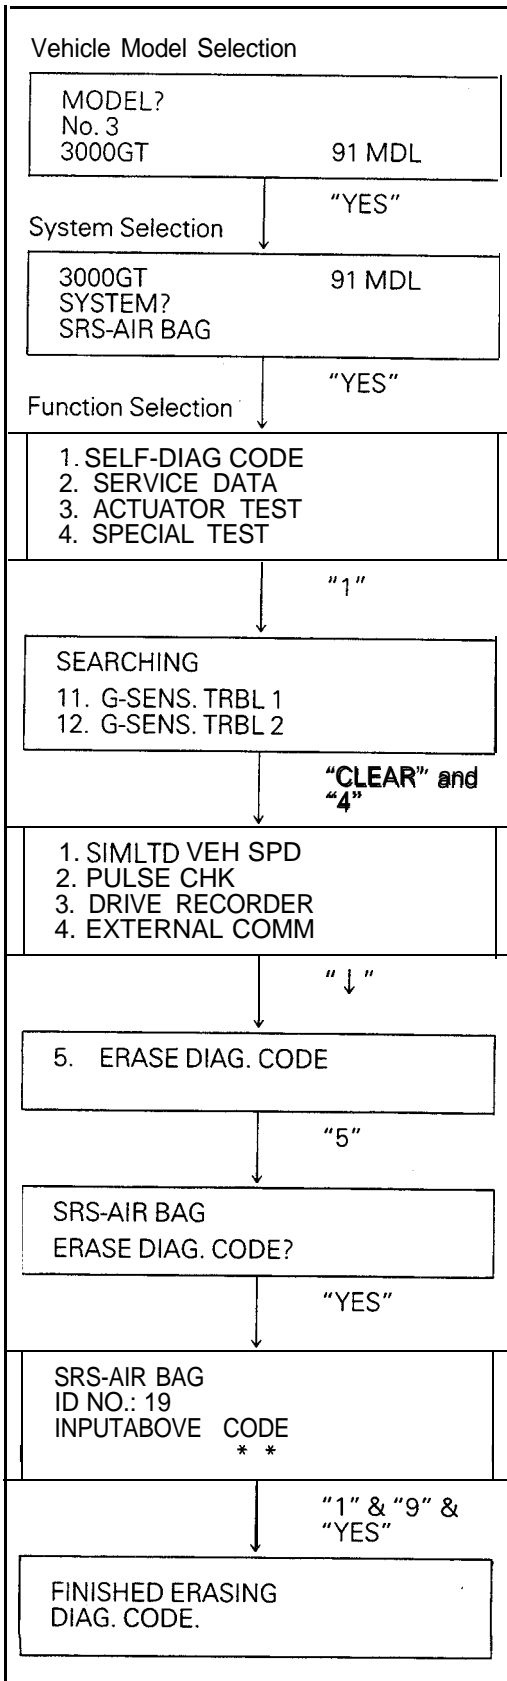 Vehicle Model Selection
MODEL?
No. 3
3000GT 91 MDL
"YES"
System Selection
3000GT 91 MDL
SYSTEM?
SRS-AIR BAG
"YES"
Function Selection
1. SELF-DIAG CODE
2. SERVICE DATA
3. ACTUATOR TEST
4. SPECIAL TEST
"1"
SEARCHING
11. G-SENS. TRBL 1
12. G-SENS. TRBL 2
"CLEAR" and
"4"
1. SIMLTD VEH SPD
2. PULSE CHK
3. DRIVE RECORDER
4. EXTERNAL COMM
"↓"
5. ERASE DIAG. CODE
"5"
SRS-AIR BAG
ERASE DIAG. CODE?
"YES"
SRS-AIR BAG
ID NO.: 19
INPUTABOVE CODE
* *
"1" & "9" &
"YES"
FINISHED ERASING
DIAG. CODE.